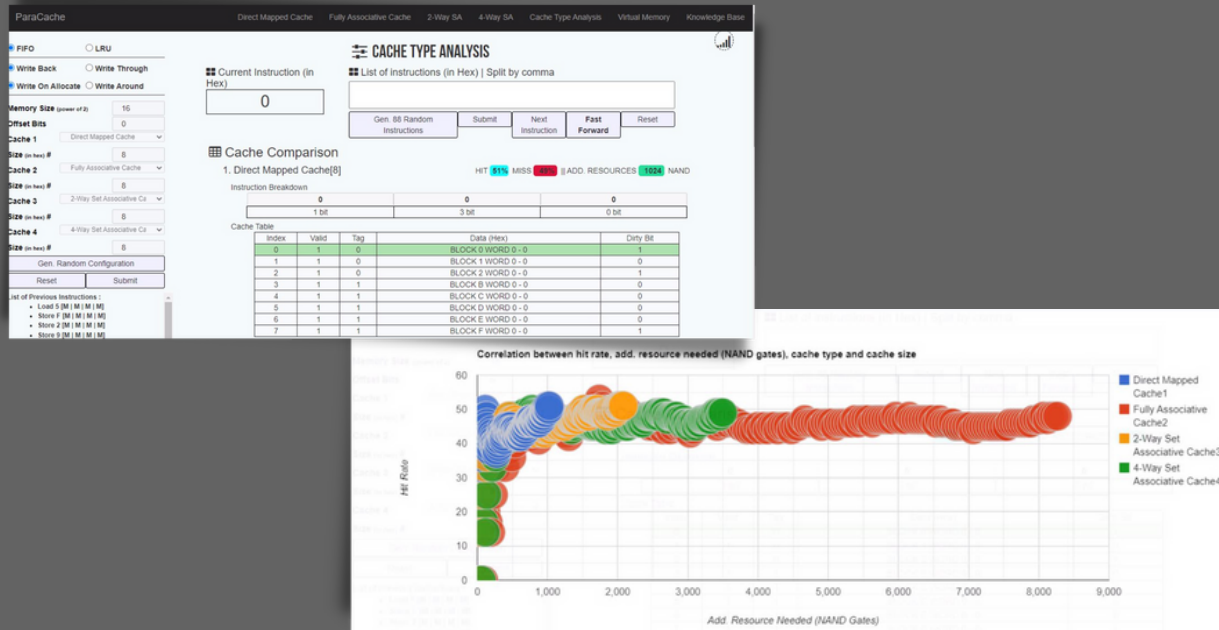 ParaCache
Direct Mapped Cache Fully Associative Cache 2-Way SA 4-Way SA Cache Type Analysis Virtual Memory Knowledge Base
FIFO LRU
Write Back Write Through
Write On Allocate Write Around
Memory Size (power of 2) 16
Offset Bits 0
Cache 1 Direct Mapped Cache
Size (in hex) # 8
Cache 2 Fully Associative Cache
Size (in hex) # 8
Cache 3 2-Way Set Associative Ca
Size (in hex) # 8
Cache 4 4-Way Set Associative Ca
Size (in hex) # 8
Gen. Random Configuration
Reset Submit
List of Previous Instructions :
Load 5 [M | M | M | M]
Store F [M | M | M | M]
Store 2 [M | M | M | M]
Store 9 [M | M | M | M]
CACHE TYPE ANALYSIS
Current Instruction (in
Hex)
0
List of instructions (in Hex) | Split by comma
Gen. 88 Random
Instructions
Submit
Next
Instruction
Fast
Forward
Reset
Cache Comparison
1. Direct Mapped Cache[8]
HIT 51% MISS 49% || ADD. RESOURCES 1024 NAND
Instruction Breakdown
0 0 0
1 bit 3 bit 0 bit
Cache Table
Index Valid Tag Data (Hex) Dirty Bit
0 1 0 BLOCK 0 WORD 0 - 0 1
1 1 0 BLOCK 1 WORD 0 - 0 0
2 1 0 BLOCK 2 WORD 0 - 0 1
3 1 1 BLOCK B WORD 0 - 0 0
4 1 1 BLOCK C WORD 0 - 0 0
5 1 1 BLOCK D WORD 0 - 0 0
6 1 1 BLOCK E WORD 0 - 0 0
7 1 1 BLOCK F WORD 0 - 0 1
Correlation between hit rate, add. resource needed (NAND gates), cache type and cache size
60
50
40
30
20
10
0
Hit Rate
0 1,000 2,000 3,000 4,000 5,000 6,000 7,000 8,000 9,000
Add. Resource Needed (NAND Gates)
Direct Mapped
Cache1
Fully Associative
Cache2
2-Way Set
Associative Cache3
4-Way Set
Associative Cache4